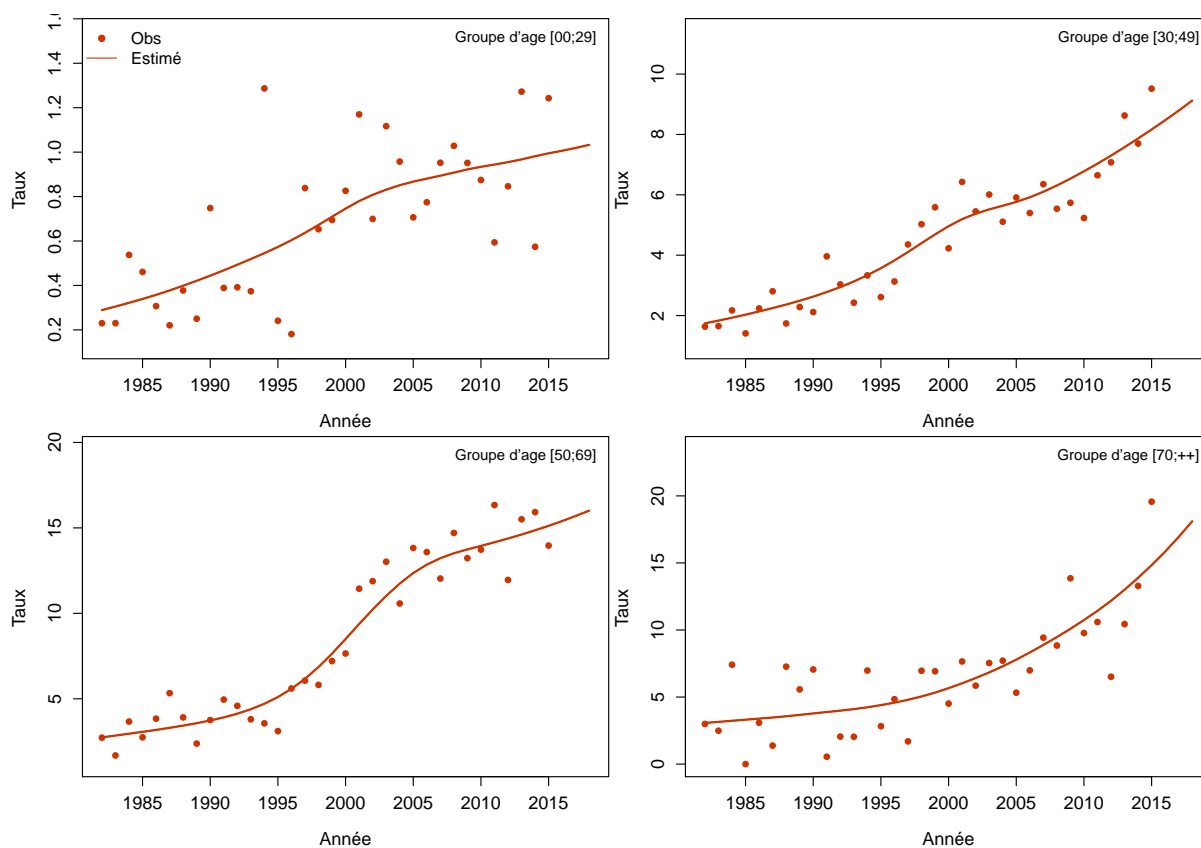 Groupe d'age [00;29]
Obs
Estimé
Taux
0.2 0.4 0.6 0.8 1.0 1.2 1.4 1.6
1985 1990 1995 2000 2005 2010 2015
Année
Groupe d'age [30;49]
Taux
2 4 6 8 10
1985 1990 1995 2000 2005 2010 2015
Année
Groupe d'age [50;69]
Taux
5 10 15 20
1985 1990 1995 2000 2005 2010 2015
Année
Groupe d'age [70;++]
Taux
0 5 10 15 20
1985 1990 1995 2000 2005 2010 2015
Année